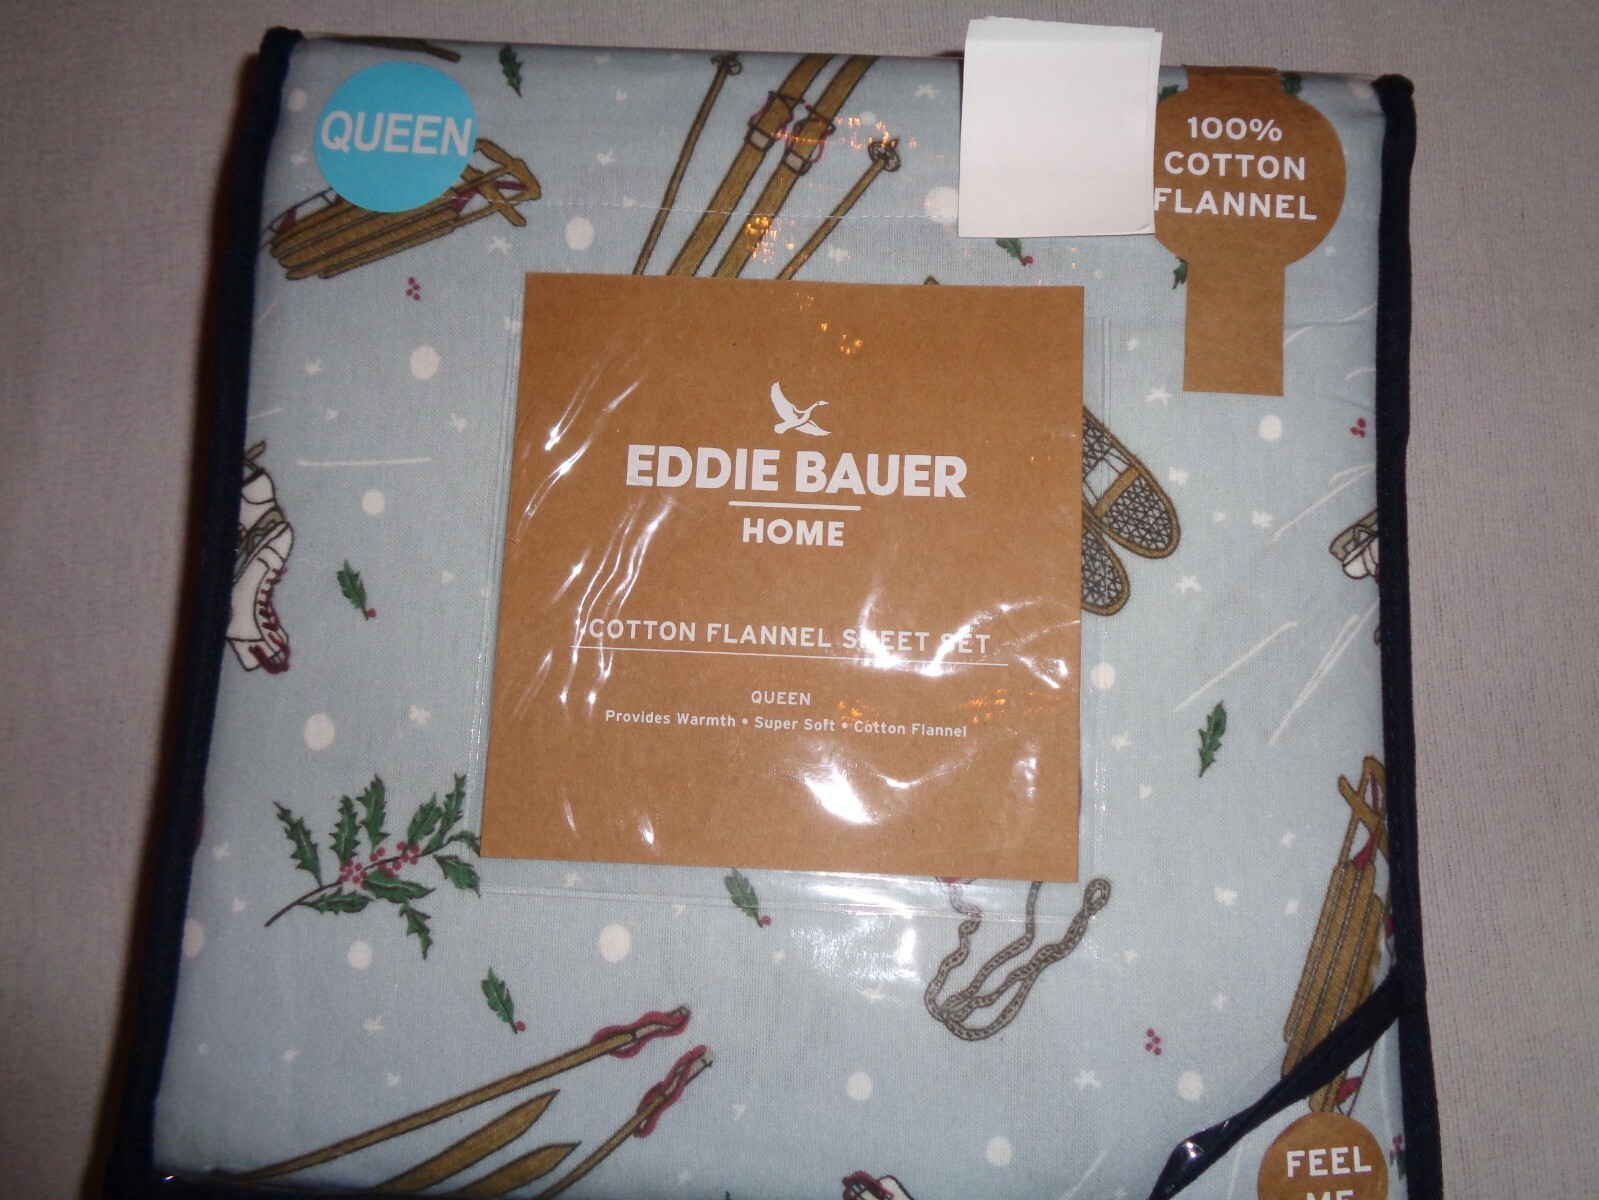 QUEEN
100%
COTTON
FLANNEL
EDDIE BAUER
HOME
COTTON FLANNEL SHEET SET
QUEEN
Provides Warmth • Super Soft • Cotton Flannel
FEEL
ME